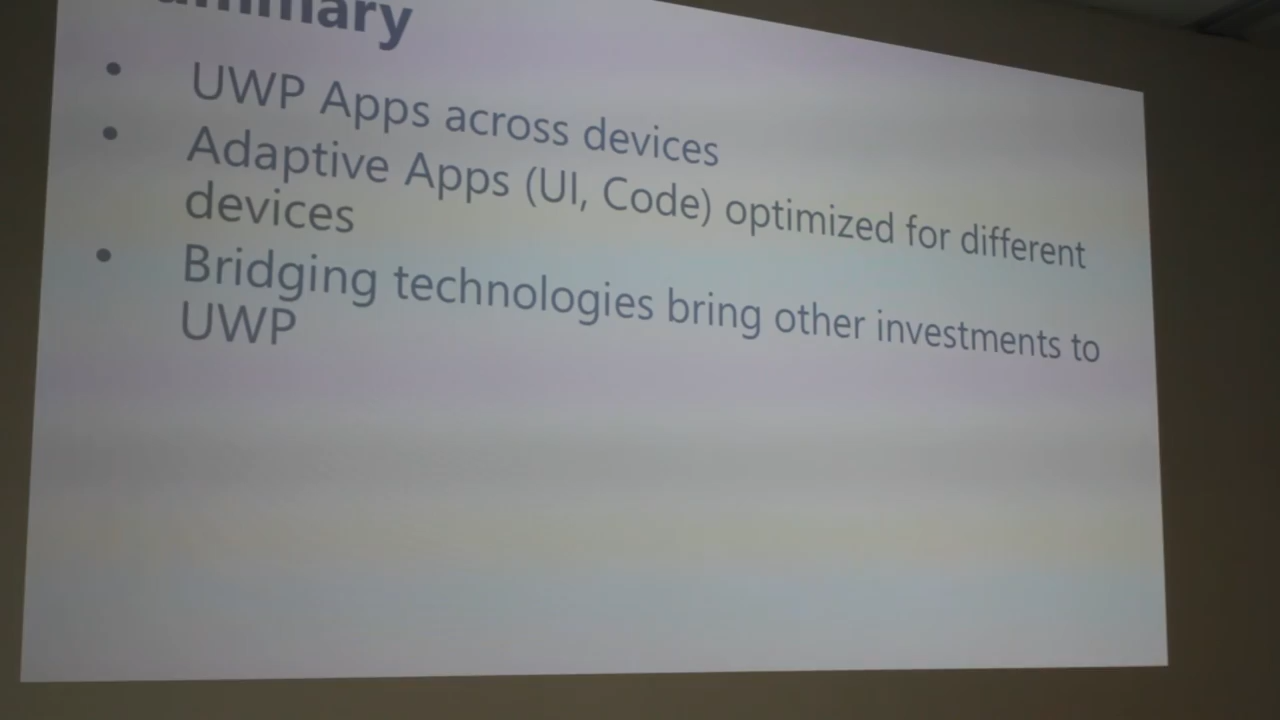 • UWP Apps across devices
• Adaptive Apps (UI, Code) optimized for different
devices
• Bridging technologies bring other investments to
UWP